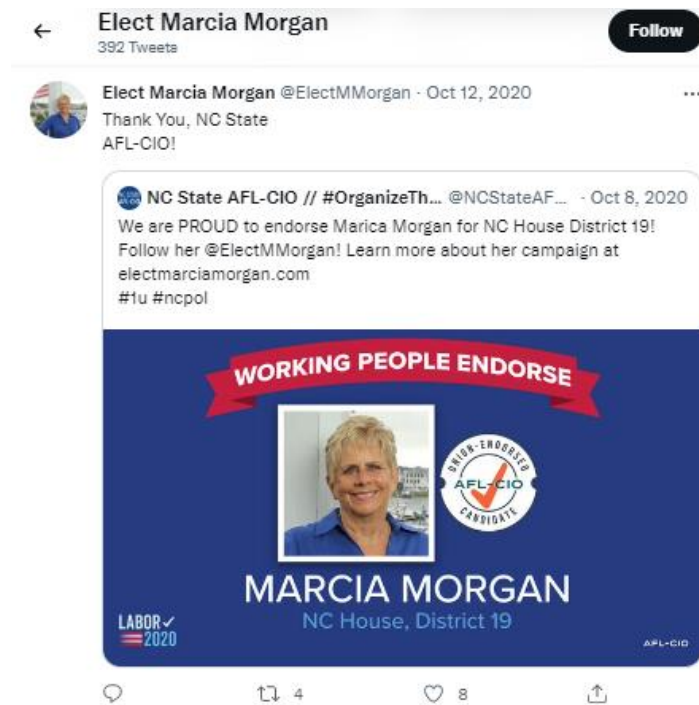 Elect Marcia Morgan
392 Tweets
Follow
Elect Marcia Morgan @ElectMMorgan · Oct 12, 2020
Thank You, NC State
AFL-CIO!
NC State AFL-CIO // #OrganizeTh... @NCStateAF... · Oct 8, 2020
We are PROUD to endorse Marica Morgan for NC House District 19!
Follow her @ElectMMorgan! Learn more about her campaign at
electmarciamorgan.com
#1u #ncpol
WORKING PEOPLE ENDORSE
UNION-ENDORSED
AFL-CIO
CANDIDATE
MARCIA MORGAN
NC House, District 19
LABOR
2020
AFL-CIO
4
8